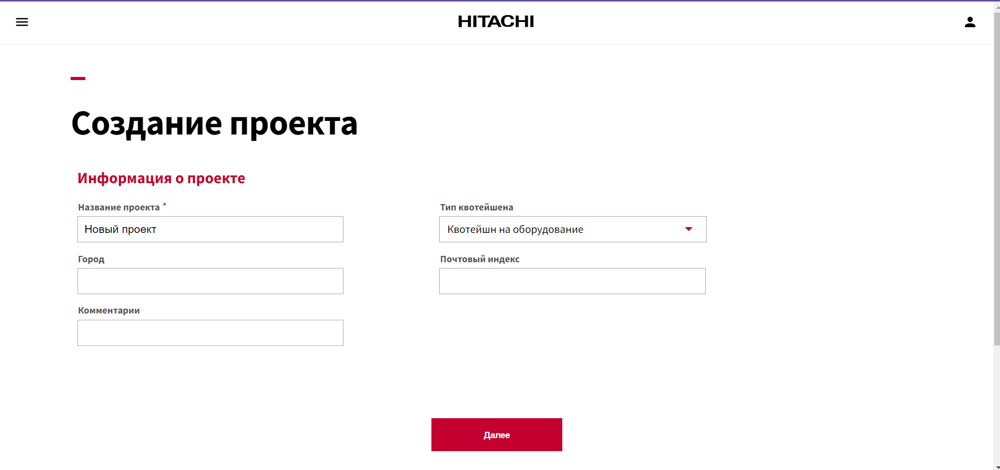 HITACHI
Создание проекта
Информация о проекте
Название проекта *
Тип квотейшена
Новый проект
Квотейшн на оборудование
Город
Почтовый индекс
Комментарии
Далее